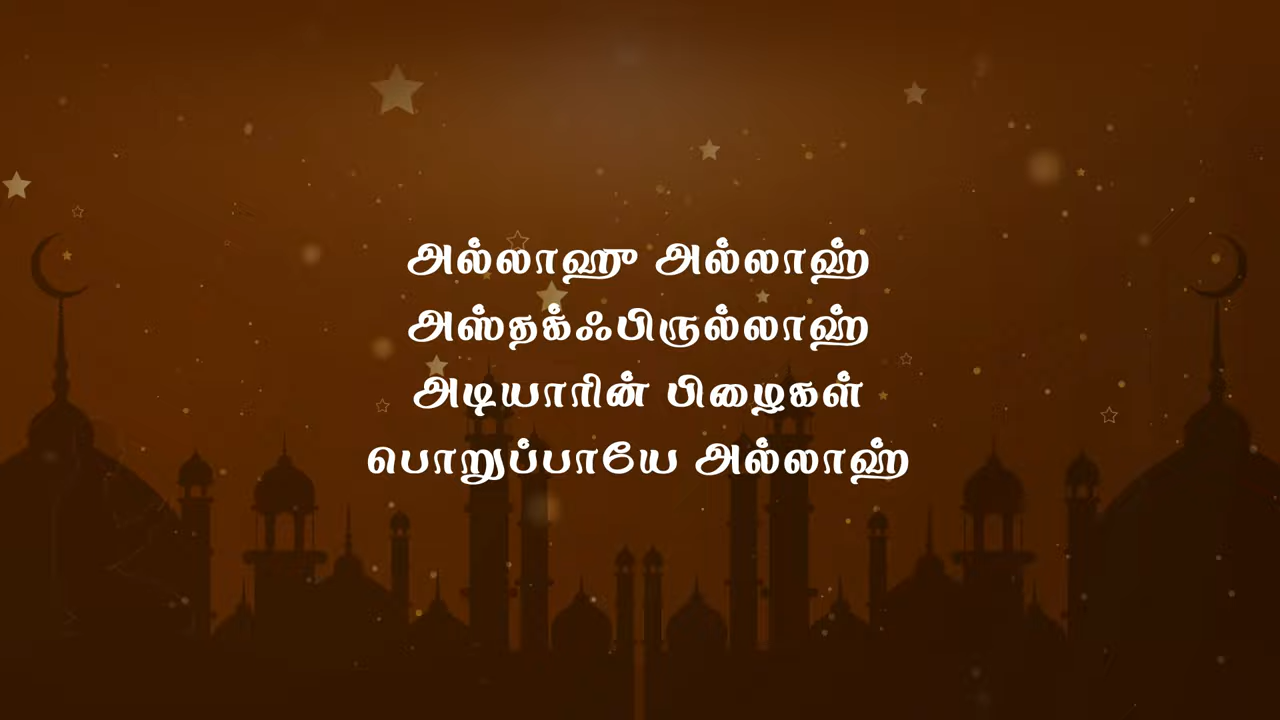 அல்லாஹு அல்லாஹ்
அஸ்தக்ஃபிருல்லாஹ்
அடியாரின் பிழைகள்
பொறுப்பாயே அல்லாஹ்